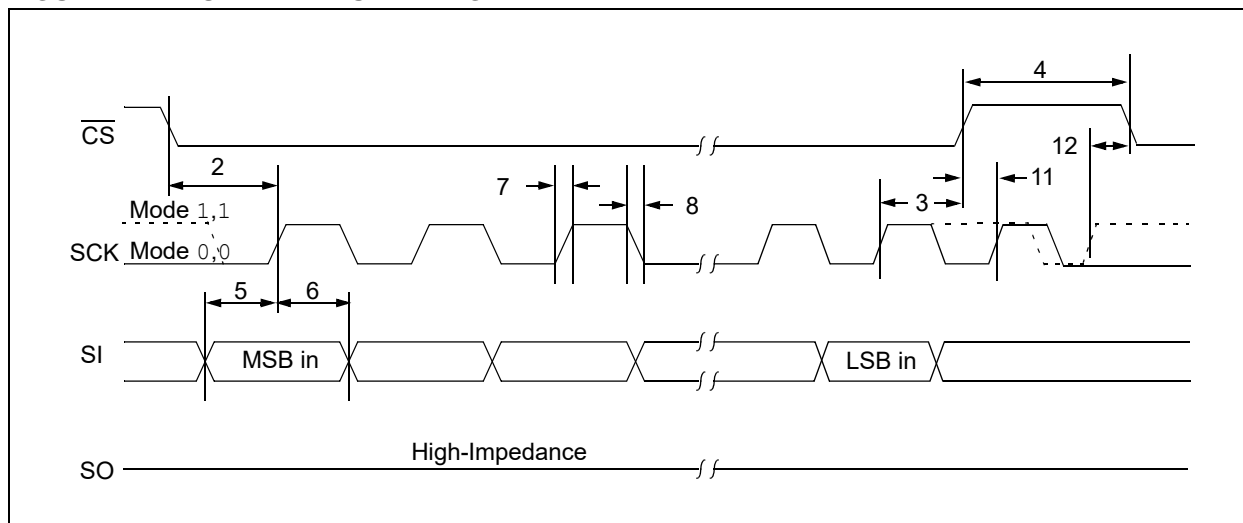 4
CS
12
2
7
11
3
8
Mode 1,1
SCK Mode 0,0
5
6
SI
MSB in
LSB in
High-Impedance
SO